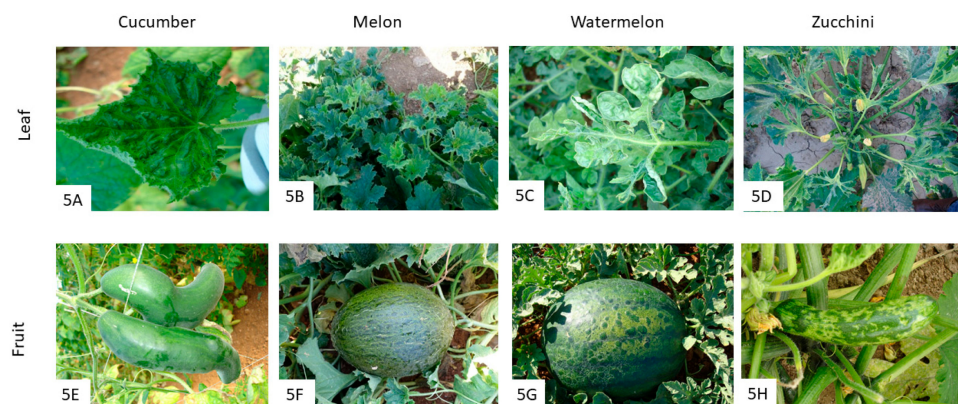 Cucumber
Melon
Watermelon
Zucchini
Leaf
5A
5B
5C
5D
Fruit
5E
5F
5G
5H